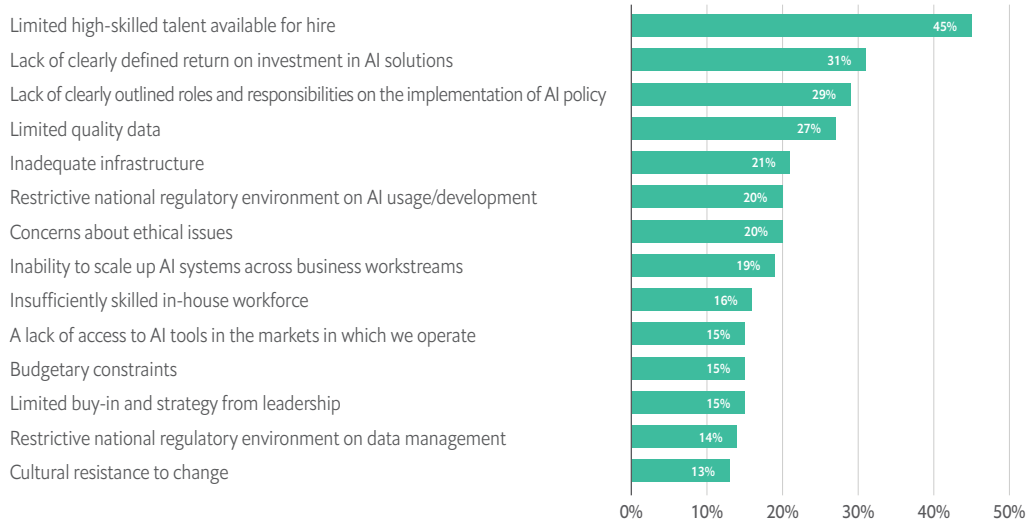 Limited high-skilled talent available for hire 45%
Lack of clearly defined return on investment in AI solutions 31%
Lack of clearly outlined roles and responsibilities on the implementation of AI policy 29%
Limited quality data 27%
Inadequate infrastructure 21%
Restrictive national regulatory environment on AI usage/development 20%
Concerns about ethical issues 20%
Inability to scale up AI systems across business workstreams 19%
Insufficiently skilled in-house workforce 16%
A lack of access to AI tools in the markets in which we operate 15%
Budgetary constraints 15%
Limited buy-in and strategy from leadership 15%
Restrictive national regulatory environment on data management 14%
Cultural resistance to change 13%
0% 10% 20% 30% 40% 50%